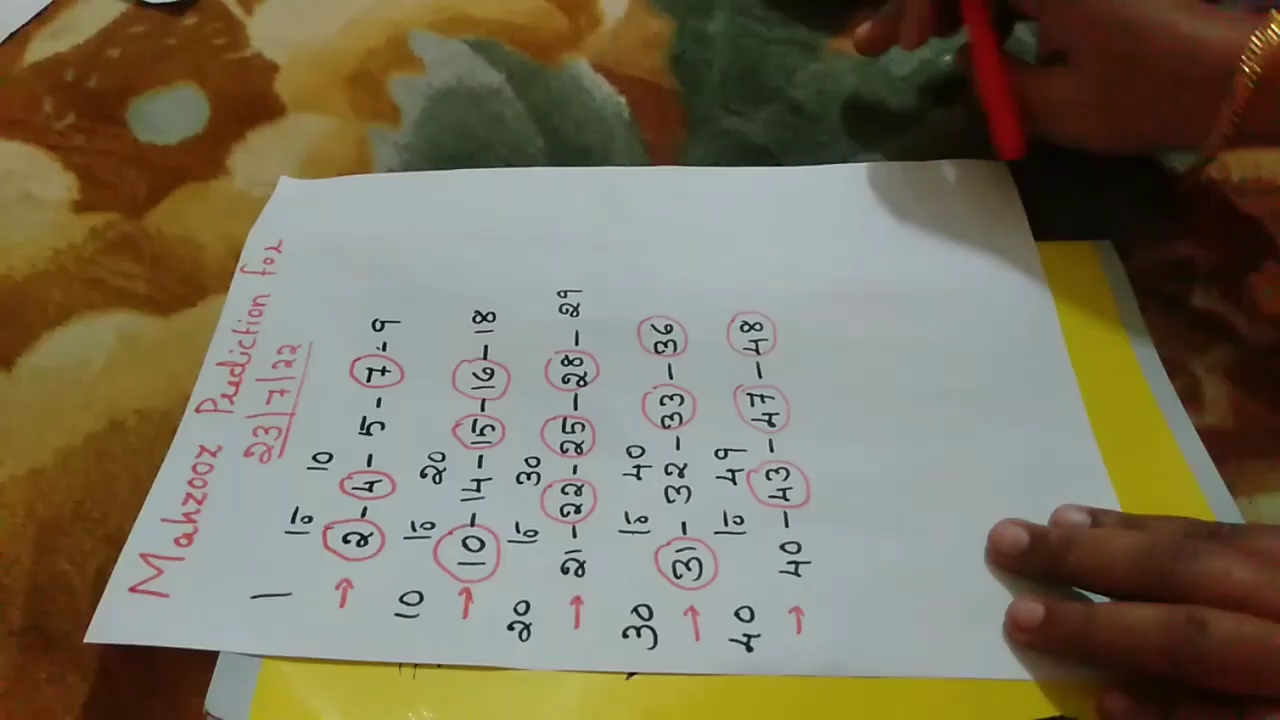 Mahzooz Prediction for
23/7/22
1 to 10
→ 2-4-5-7-9
10 to 20
→ 10-14-15-16-18
20 to 30
→ 21-22-25-28-29
30 to 40
→ 31-32-33-36
40 to 49
→ 40-43-47-48